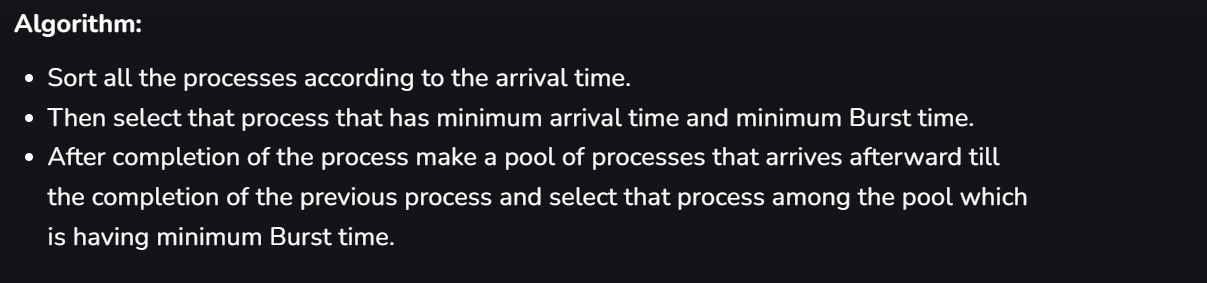 Algorithm:
• Sort all the processes according to the arrival time.
• Then select that process that has minimum arrival time and minimum Burst time.
• After completion of the process make a pool of processes that arrives afterward till
the completion of the previous process and select that process among the pool which
is having minimum Burst time.